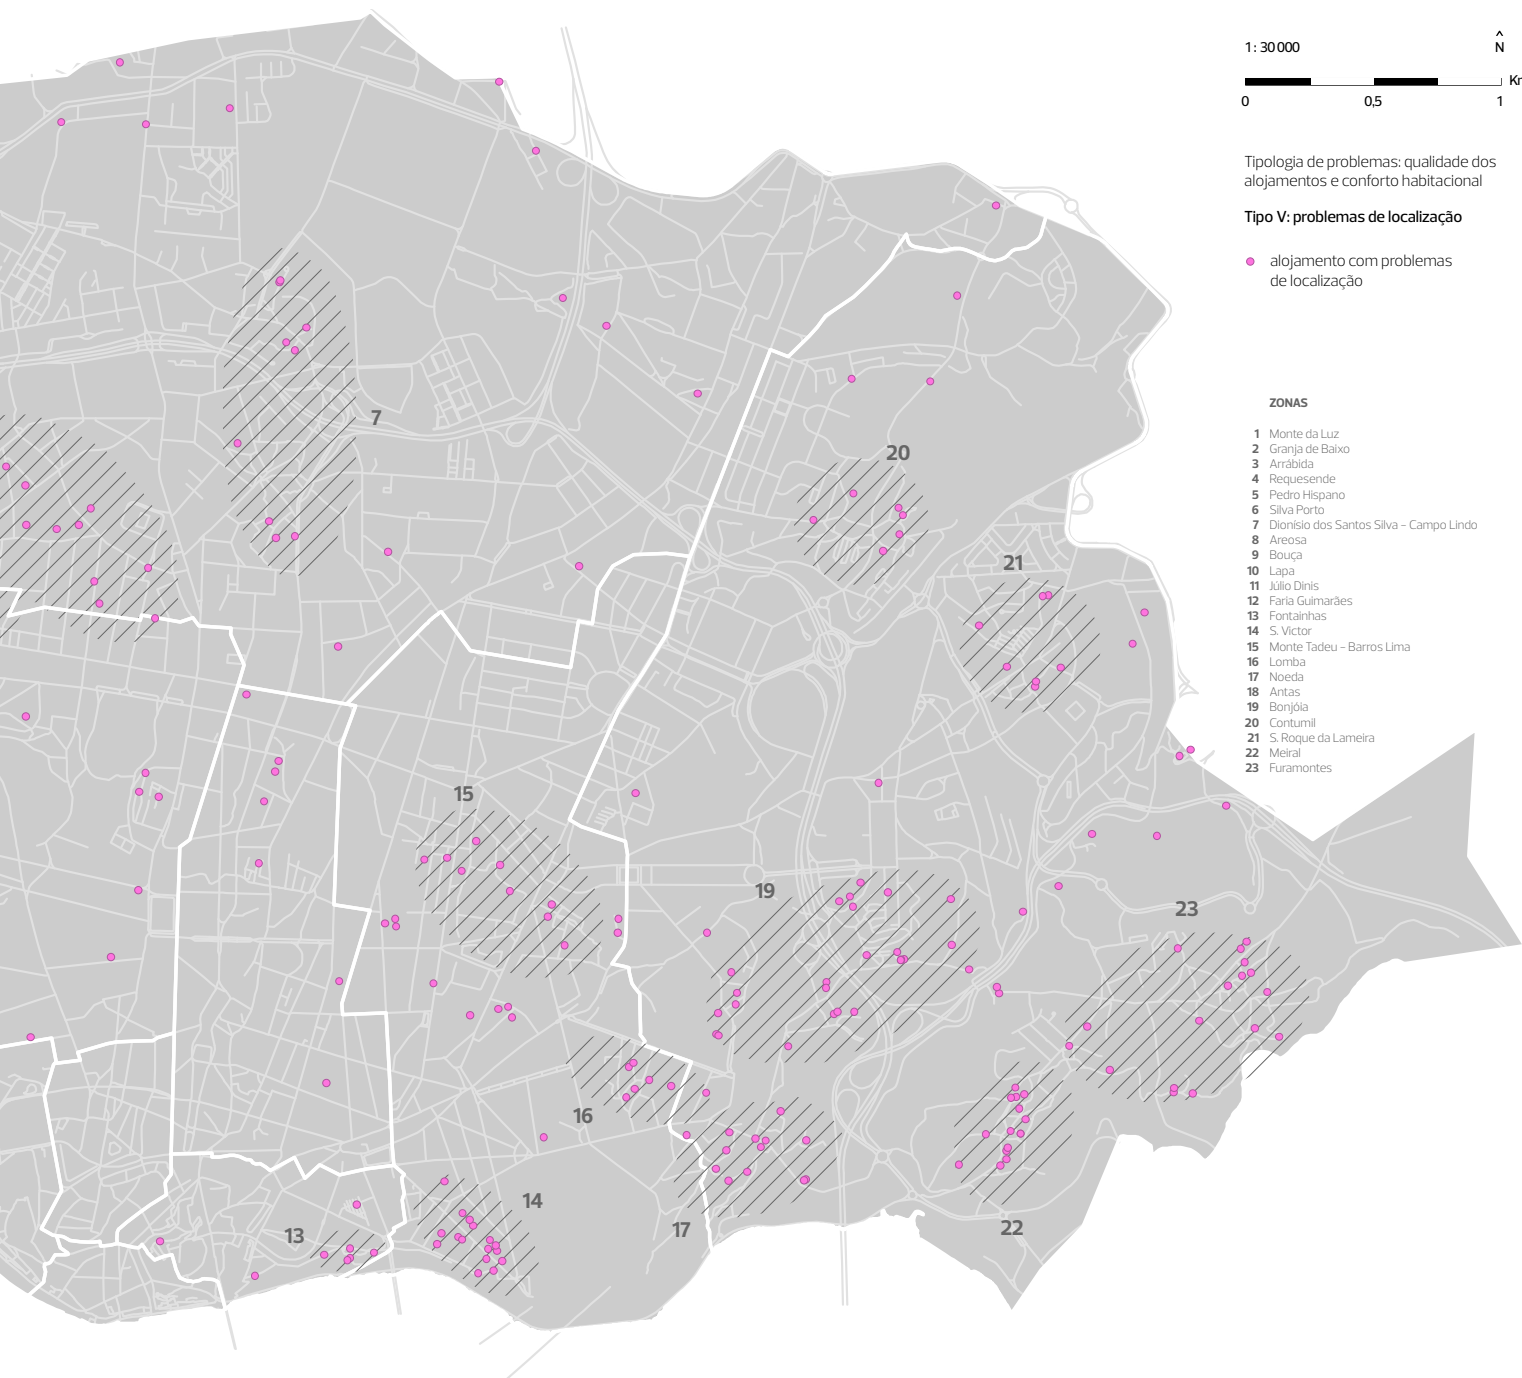 1 : 30 000
N
0
0,5
1
Tipologia de problemas: qualidade dos
alojamentos e conforto habitacional
Tipo V: problemas de localização
alojamento com problemas
de localização
ZONAS
1 Monte da Luz
2 Granja de Baixo
3 Arrábida
4 Requesende
5 Pedro Hispano
6 Silva Porto
7 Dionísio dos Santos Silva – Campo Lindo
8 Areosa
9 Bouça
10 Lapa
11 Júlio Dinis
12 Faria Guimarães
13 Fontainhas
14 S. Victor
15 Monte Tadeu – Barros Lima
16 Lomba
17 Noeda
18 Antas
19 Bonjóia
20 Contumil
21 S. Roque da Lameira
22 Meiral
23 Furamontes
7
20
21
15
19
23
16
14
13
17
22